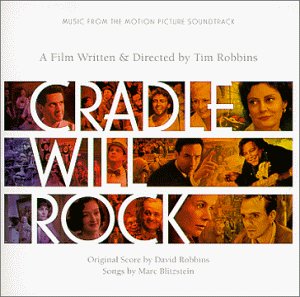 MUSIC FROM THE MOTION PICTURE SOUNDTRACK
A Film Written & Directed by Tim Robbins
CRADLE
WILL
ROCK
Original Score by David Robbins
Songs by Marc Blitzstein